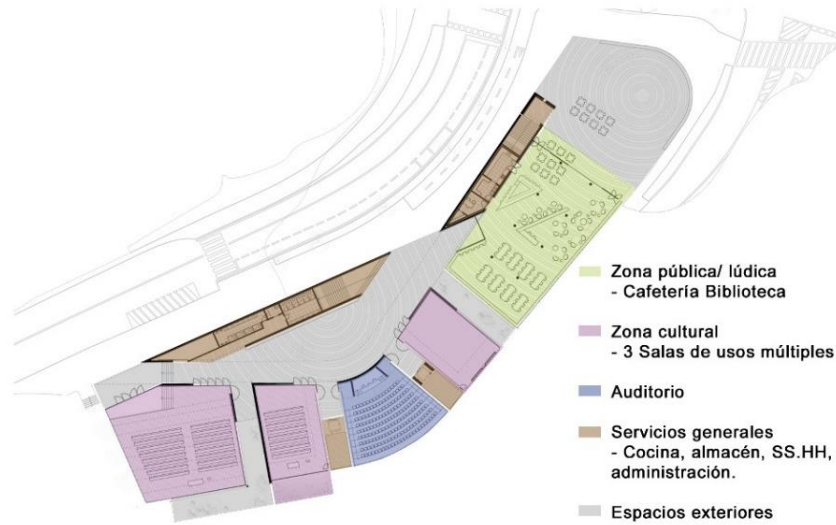 Zona pública/ lúdica
- Cafetería Biblioteca
Zona cultural
- 3 Salas de usos múltiples
Auditorio
Servicios generales
- Cocina, almacén, SS.HH,
administración.
Espacios exteriores